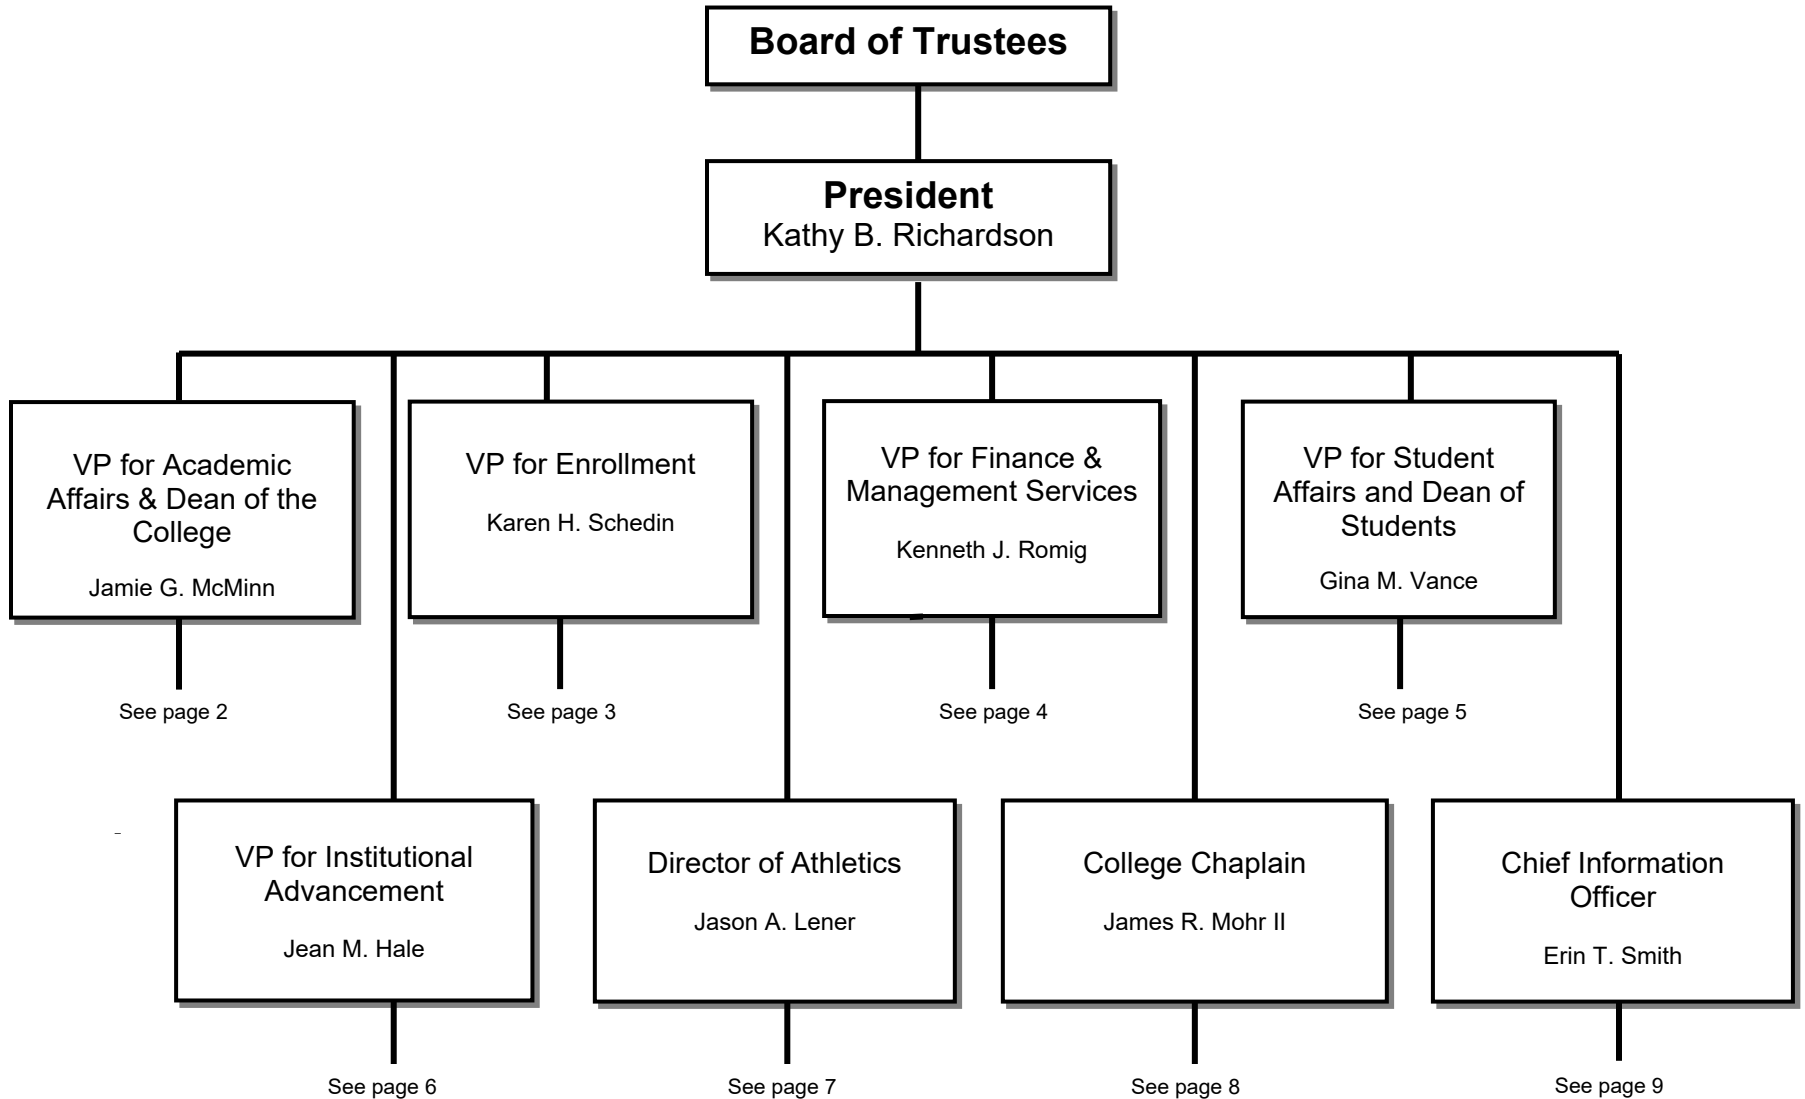 Board of Trustees
President
Kathy B. Richardson
VP for Academic
Affairs & Dean of the
College
Jamie G. McMinn
VP for Enrollment
Karen H. Schedin
VP for Finance &
Management Services
Kenneth J. Romig
VP for Student
Affairs and Dean of
Students
Gina M. Vance
See page 2
See page 3
See page 4
See page 5
VP for Institutional
Advancement
Jean M. Hale
Director of Athletics
Jason A. Lener
College Chaplain
James R. Mohr II
Chief Information
Officer
Erin T. Smith
See page 6
See page 7
See page 8
See page 9